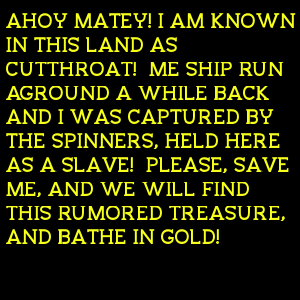 AHOY MATEY! I AM KNOWN
IN THIS LAND AS
CUTTHROAT! ME SHIP RUN
AGROUND A WHILE BACK
AND I WAS CAPTURED BY
THE SPINNERS, HELD HERE
AS A SLAVE! PLEASE, SAVE
ME, AND WE WILL FIND
THIS RUMORED TREASURE,
AND BATHE IN GOLD!